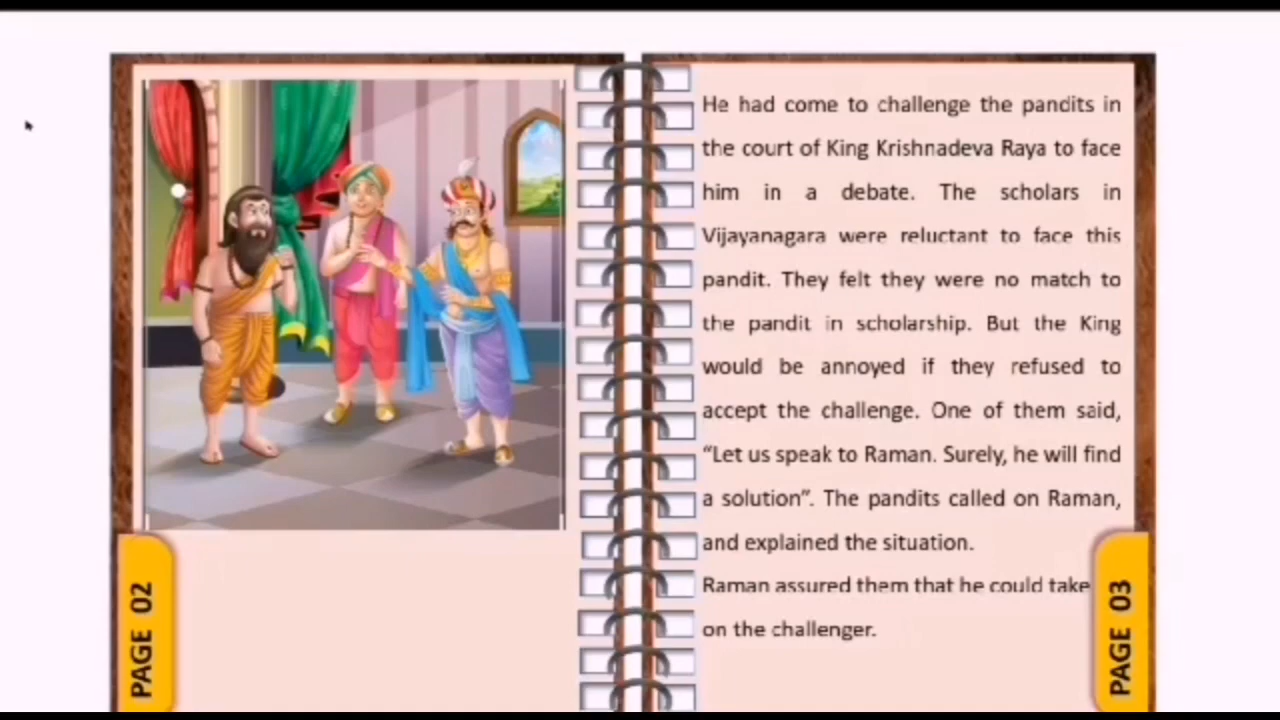 He had come to challenge the pandits in
the court of King Krishnadeva Raya to face
him in a debate. The scholars in
Vijayanagara were reluctant to face this
pandit. They felt they were no match to
the pandit in scholarship. But the King
would be annoyed if they refused to
accept the challenge. One of them said,
“Let us speak to Raman. Surely, he will find
a solution”. The pandits called on Raman,
and explained the situation.
Raman assured them that he could take
on the challenger.
PAGE 02
PAGE 03